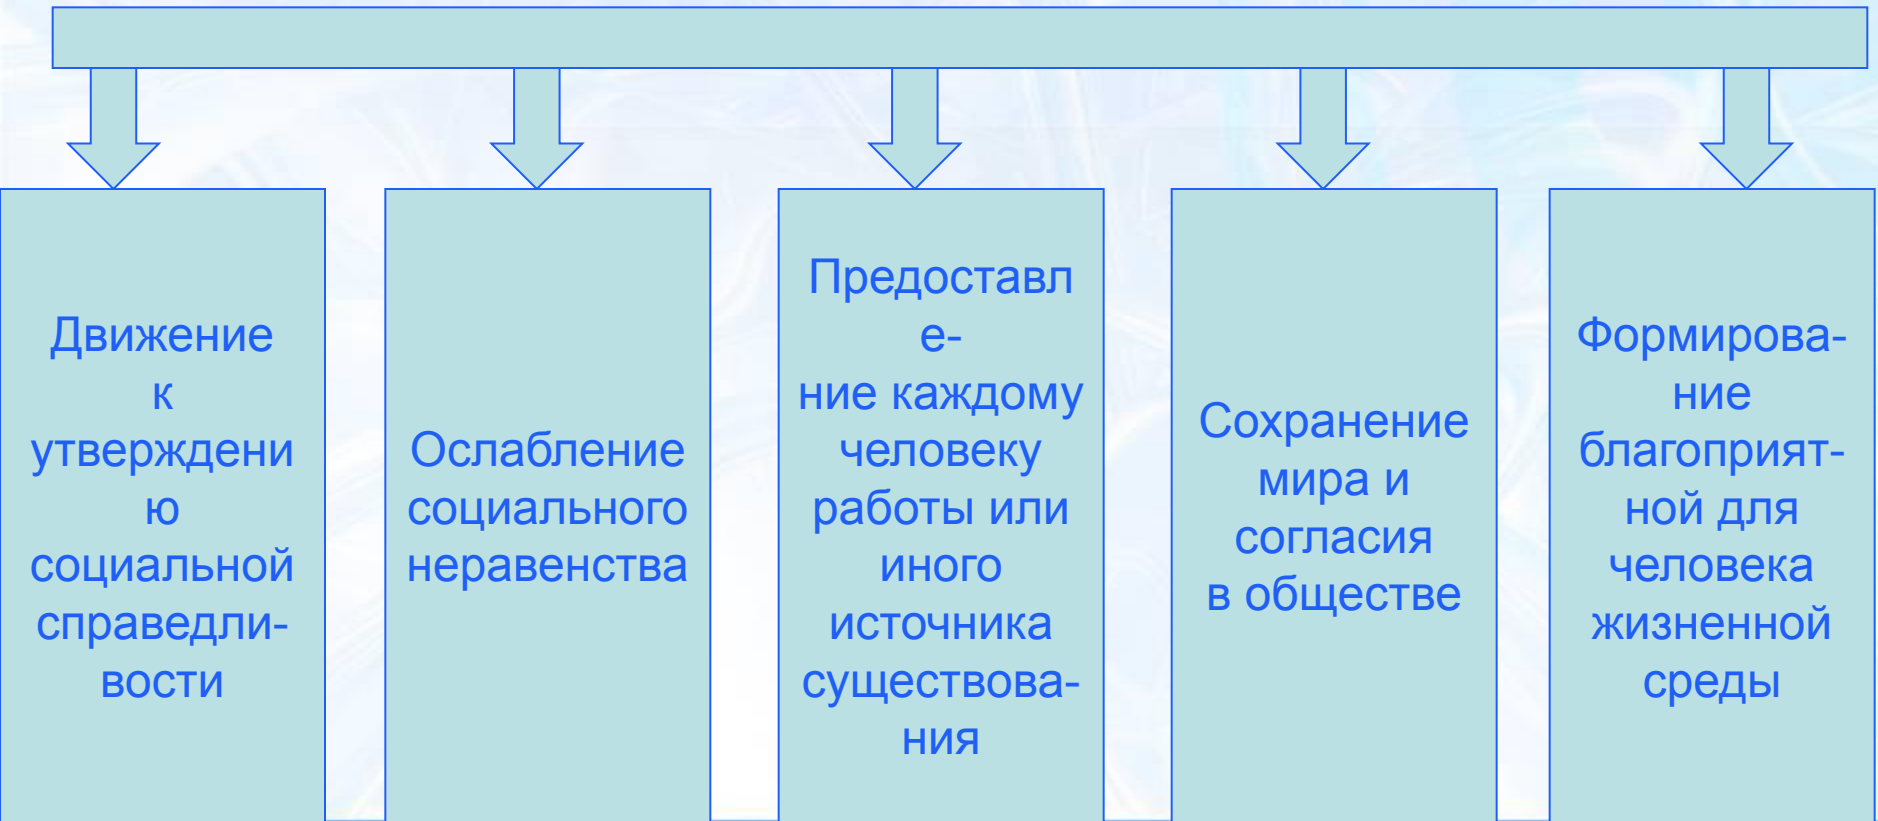 Движение
к
утверждени
ю
социальной
справедли-
вости
Ослабление
социального
неравенства
Предоставл
е-
ние каждому
человеку
работы или
иного
источника
существова-
ния
Сохранение
мира и
согласия
в обществе
Формирова-
ние
благоприят-
ной для
человека
жизненной
среды